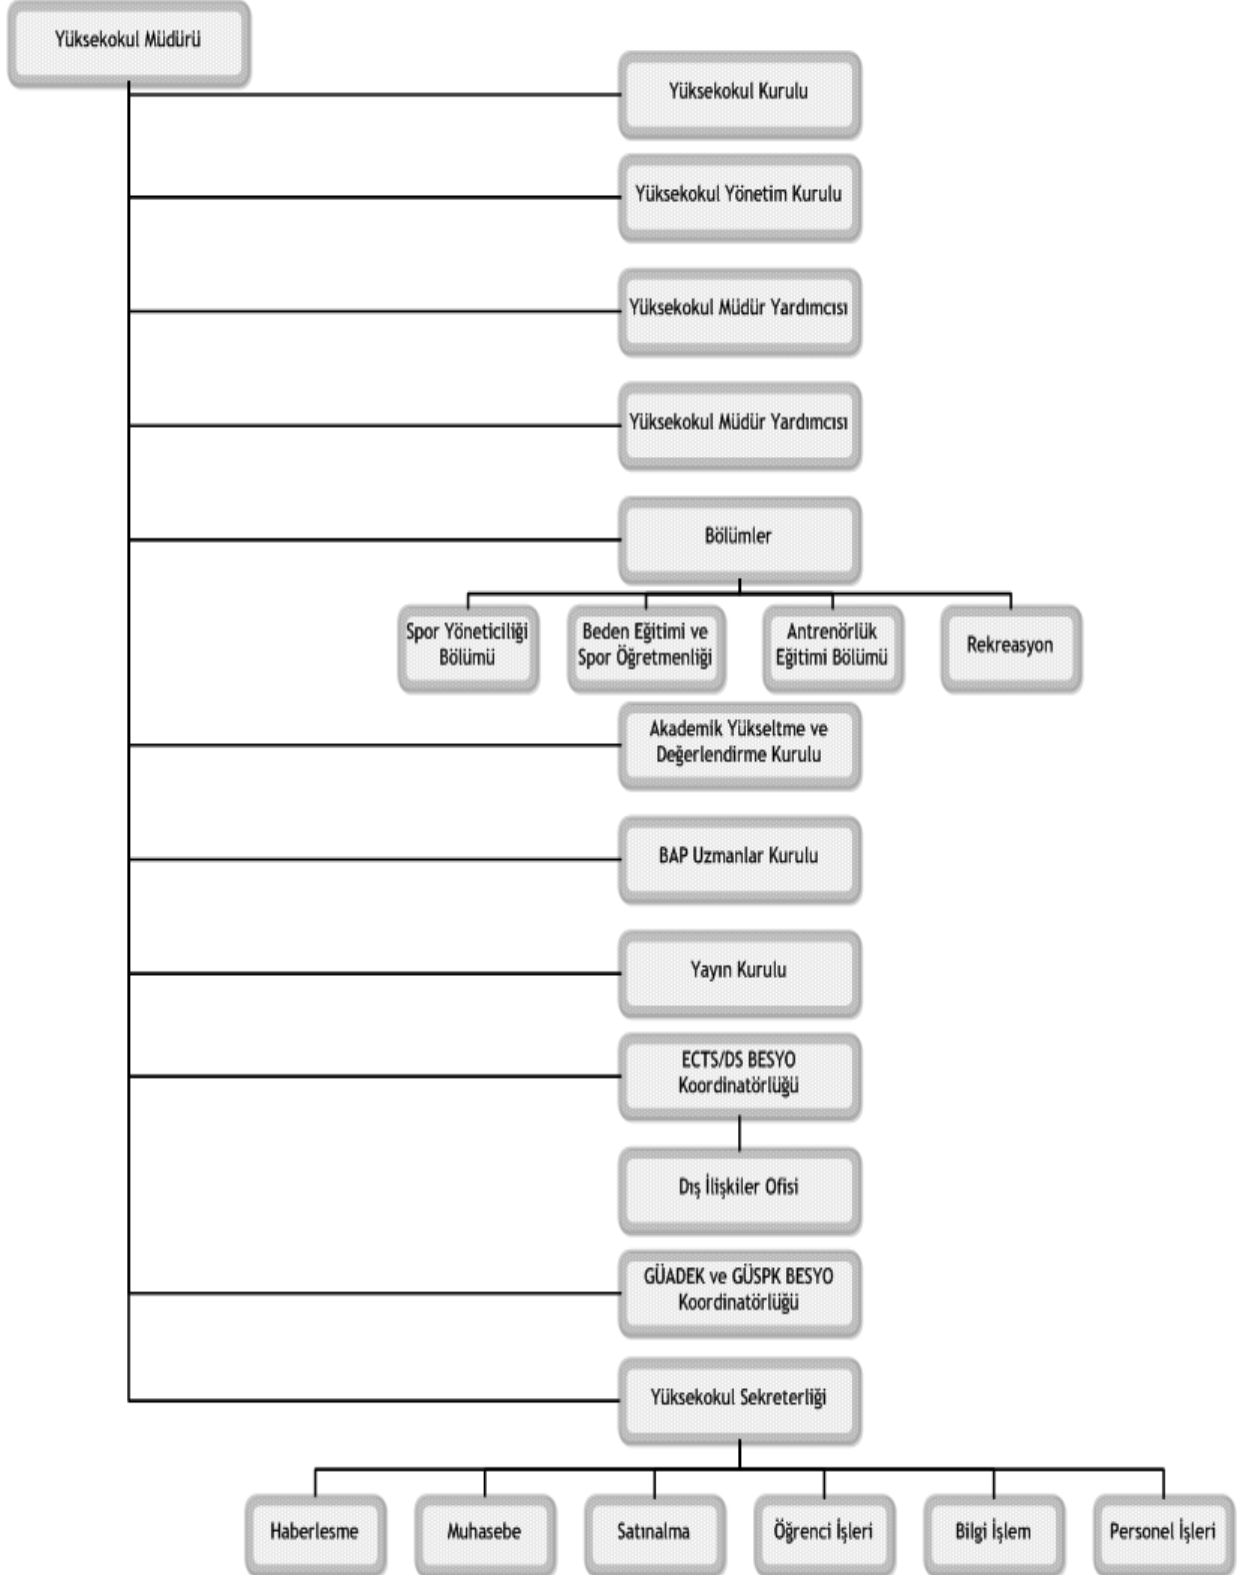 Yüksekokul Müdürü
Yüksekokul Kurulu
Yüksekokul Yönetim Kurulu
Yüksekokul Müdür Yardımcısı
Yüksekokul Müdür Yardımcısı
Bölümler
Spor Yöneticiliği
Bölümü
Beden Eğitimi ve
Spor Öğretmenliği
Antrenörlük
Eğitimi Bölümü
Rekreasyon
Akademik Yükseltme ve
Değerlendirme Kurulu
BAP Uzmanlar Kurulu
Yayın Kurulu
ECTS/DS BESYO
Koordinatörlüğü
Dış İlişkiler Ofisi
GÜADEK ve GÜSPK BESYO
Koordinatörlüğü
Yüksekokul Sekreterliği
Haberlesme
Muhasebe
Satınalma
Öğrenci İşleri
Bilgi İşlem
Personel İşleri